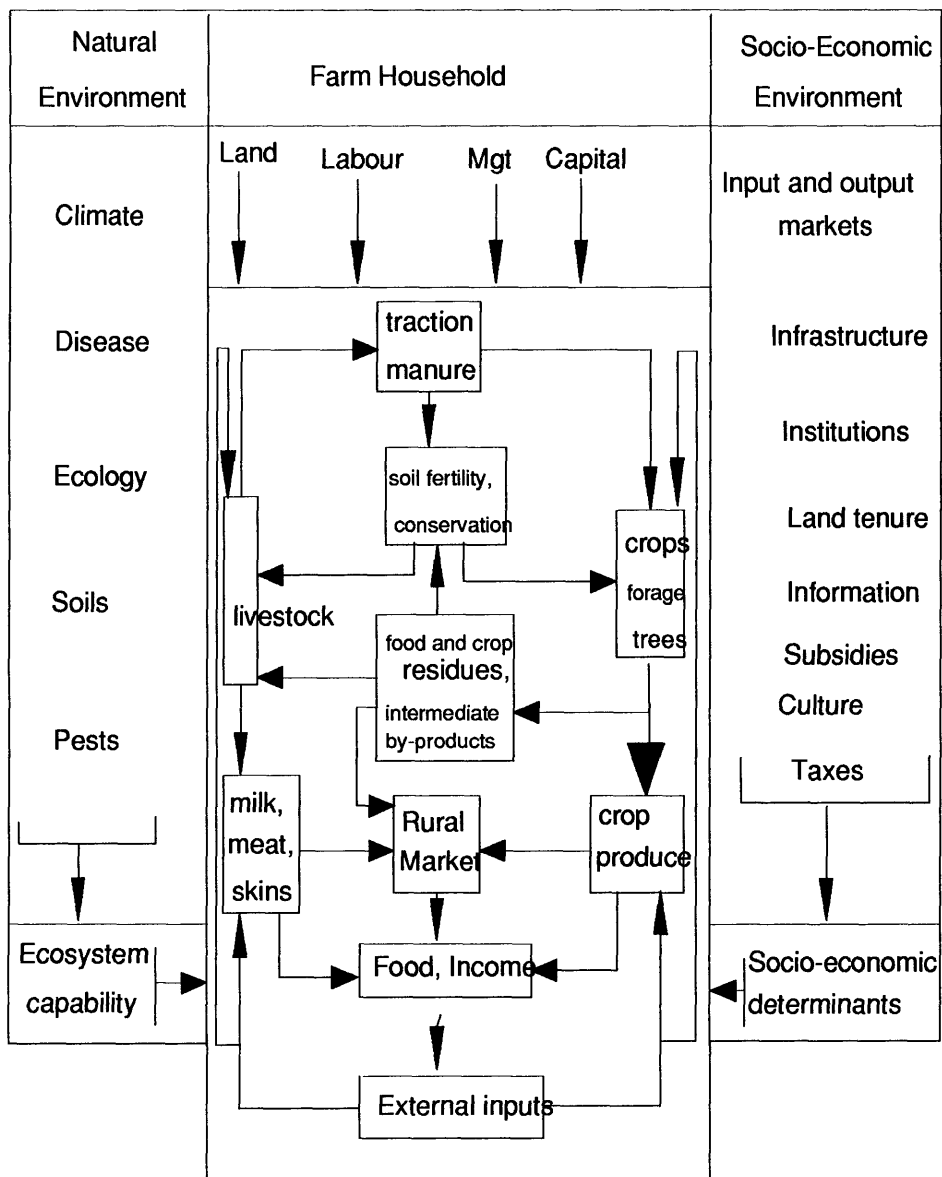 Natural
Environment
Farm Household
Socio-Economic
Environment
Climate
Disease
Ecology
Soils
Pests
Ecosystem
capability
Land
Labour
Mgt
Capital
traction
manure
soil fertility,
conservation
livestock
crops
forage
trees
food and crop
residues,
intermediate
by-products
milk,
meat,
skins
Rural
Market
crop
produce
Food, Income
External inputs
Input and output
markets
Infrastructure
Institutions
Land tenure
Information
Subsidies
Culture
Taxes
Socio-economic
determinants